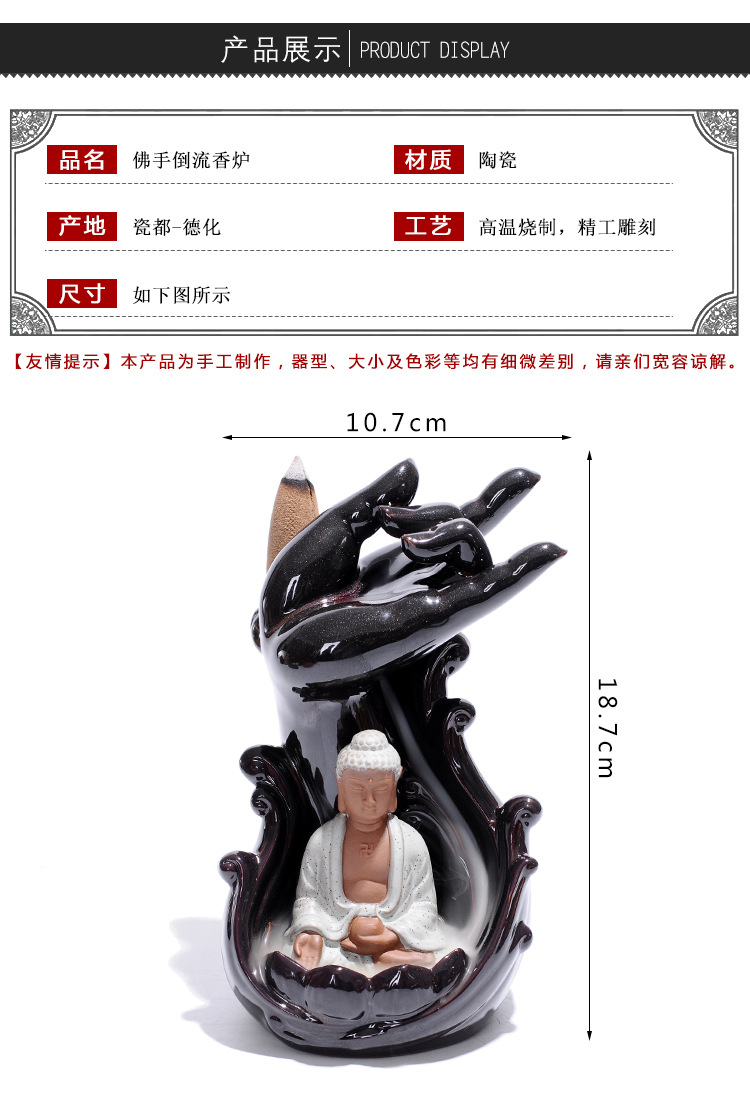 产品展示 PRODUCT DISPLAY
品名 佛手倒流香炉 材质 陶瓷
产地 瓷都-德化 工艺 高温烧制，精工雕刻
尺寸 如下图所示
【友情提示】本产品为手工制作，器型、大小及色彩等均有细微差别，请亲们宽容谅解。
10.7cm
18.7cm